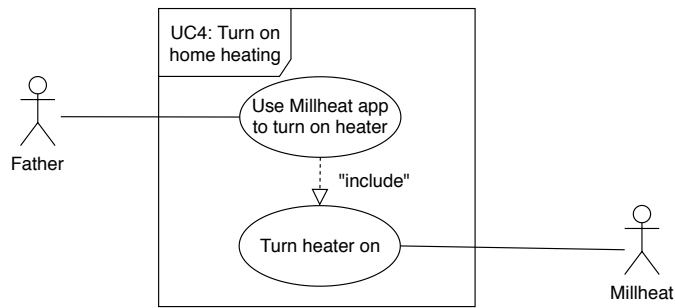 UC4: Turn on
home heating
Use Millheat app
to turn on heater
Father
"include"
Turn heater on
Millheat